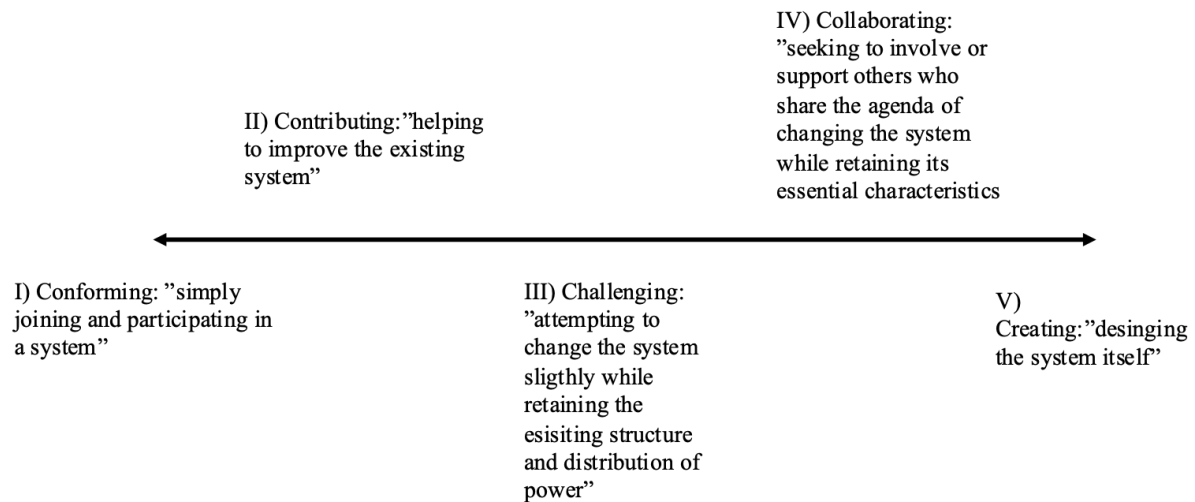 I) Conforming: ”simply
joining and participating in
a system”
II) Contributing:”helping
to improve the existing
system”
III) Challenging:
”attempting to
change the system
sligthly while
retaining the
esisiting structure
and distribution of
power”
IV) Collaborating:
”seeking to involve or
support others who
share the agenda of
changing the system
while retaining its
essential characteristics
V)
Creating:”desinging
the system itself”